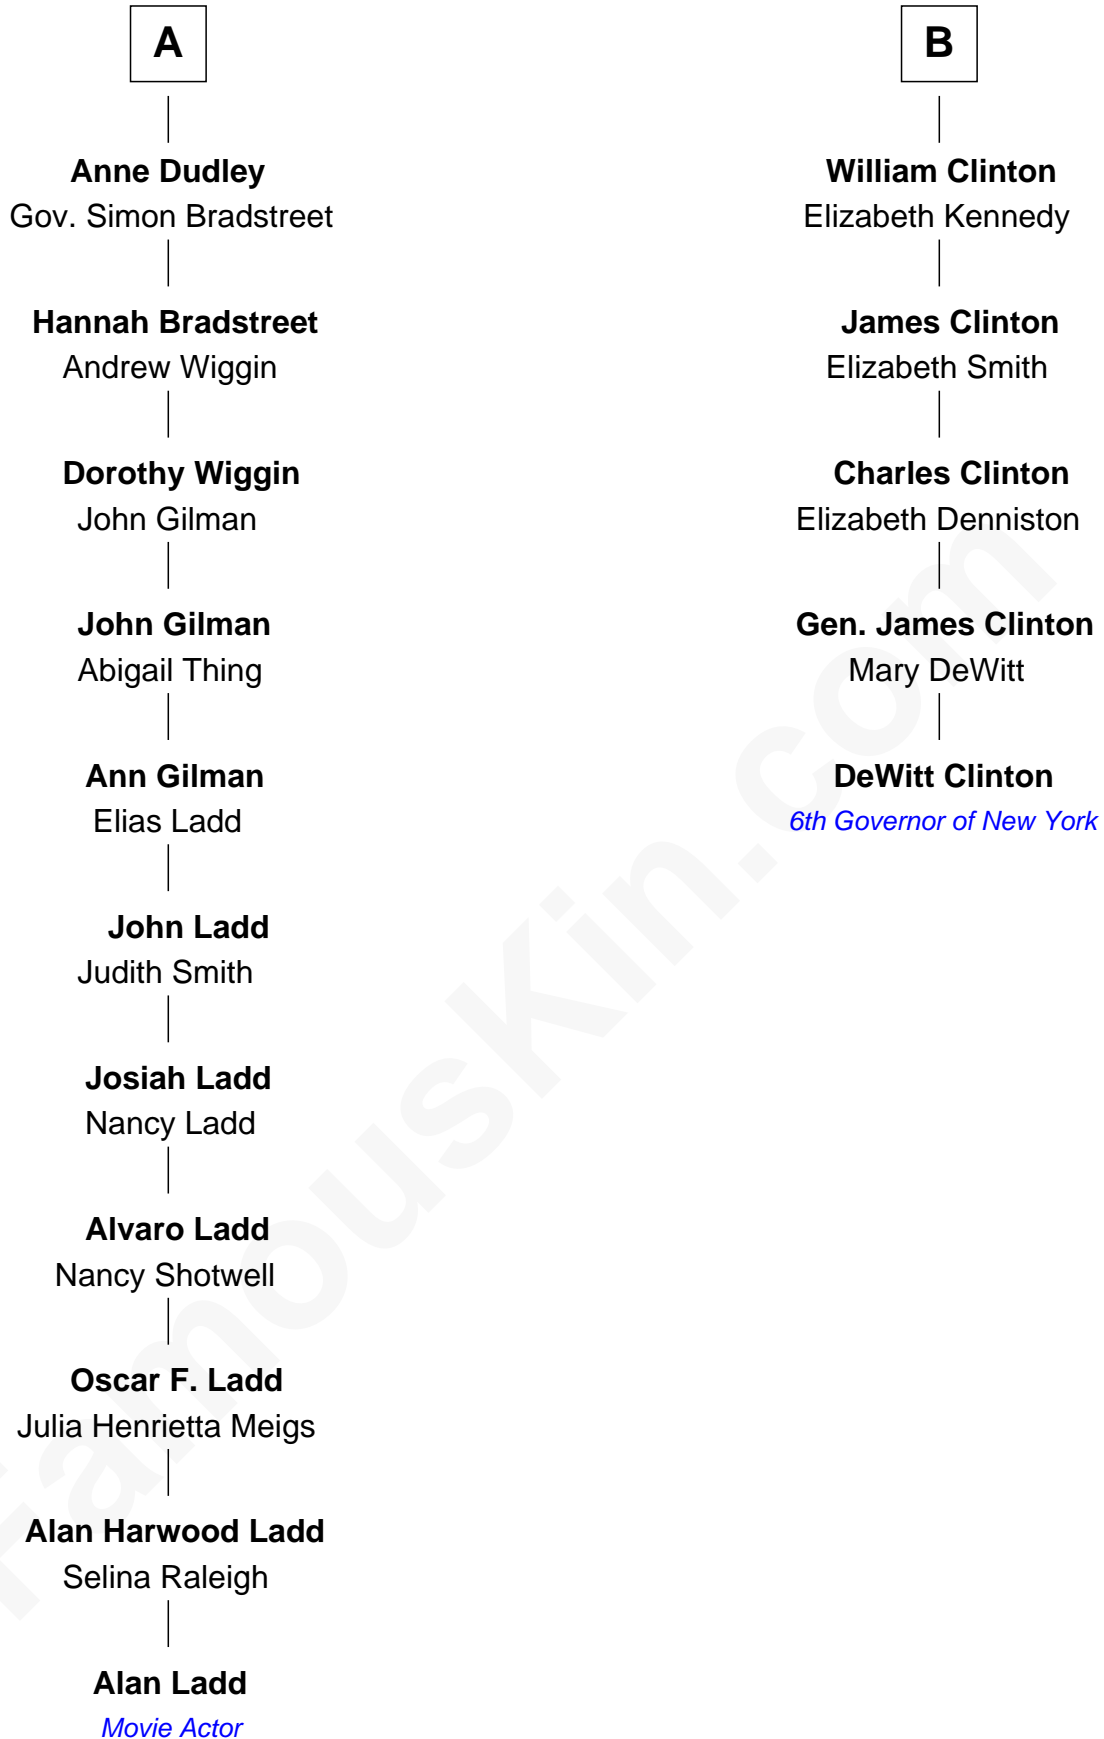 A
Anne Dudley
Gov. Simon Bradstreet
Hannah Bradstreet
Andrew Wiggin
Dorothy Wiggin
John Gilman
John Gilman
Abigail Thing
Ann Gilman
Elias Ladd
John Ladd
Judith Smith
Josiah Ladd
Nancy Ladd
Alvaro Ladd
Nancy Shotwell
Oscar F. Ladd
Julia Henrietta Meigs
Alan Harwood Ladd
Selina Raleigh
Alan Ladd
Movie Actor
B
William Clinton
Elizabeth Kennedy
James Clinton
Elizabeth Smith
Charles Clinton
Elizabeth Denniston
Gen. James Clinton
Mary DeWitt
DeWitt Clinton
6th Governor of New York
FamousKin.com